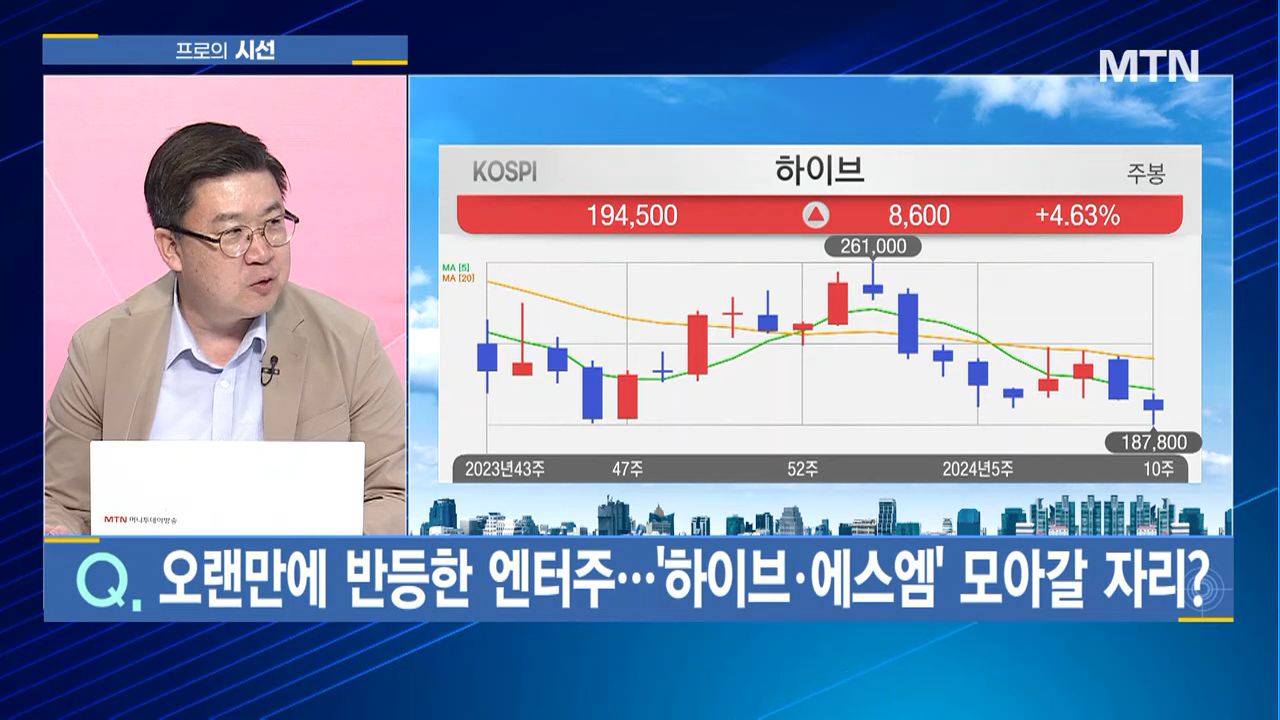 프로의 시선
MTN
KOSPI 하이브 주봉
194,500 8,600 +4.63%
261,000
MA [5]
MA [20]
187,800
2023년43주 47주 52주 2024년5주 10주
MTN 머니투데이방송
Q. 오랜만에 반등한 엔터주…'하이브·에스엠' 모아갈 자리?